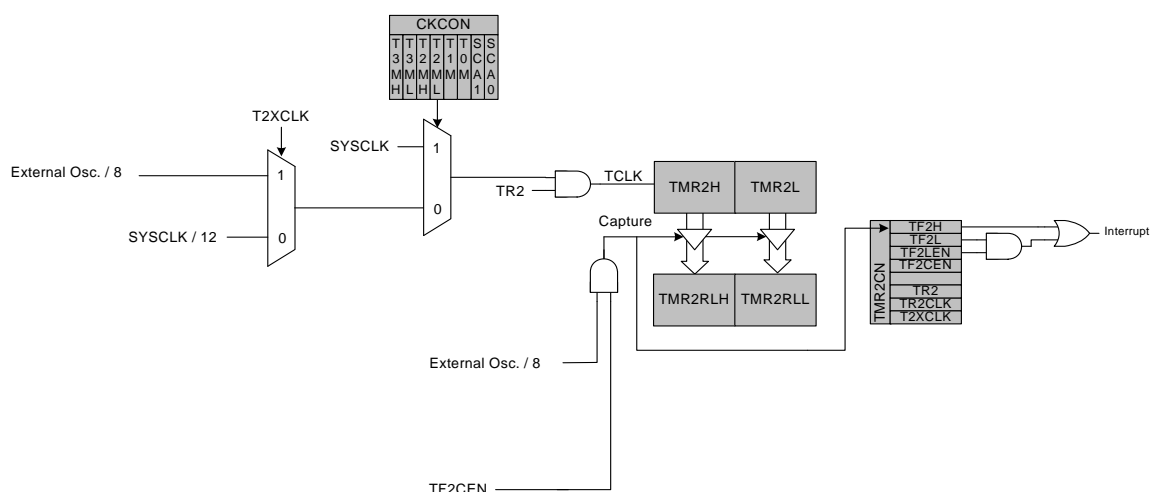 CKCON
T3MH
T3ML
T2MH
T2ML
T1M
T0M
SCA1
SCA0
T2XCLK
SYSCLK
1
External Osc. / 8
1
TR2
TCLK
TMR2H
TMR2L
0
SYSCLK / 12
0
Capture
TMR2CN
TF2H
TF2L
TF2LEN
TF2CEN
TR2
TR2CLK
T2XCLK
Interrupt
TMR2RLH
TMR2RLL
External Osc. / 8
TF2CEN